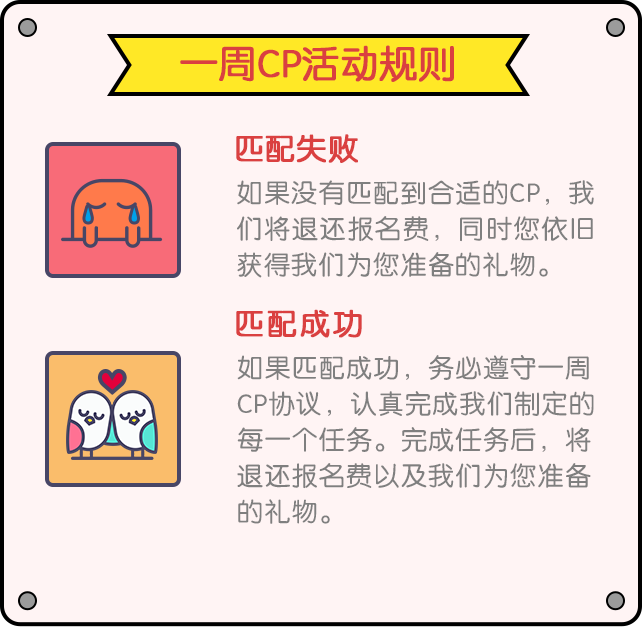 一周CP活动规则
匹配失败
如果没有匹配到合适的CP，我
们将退还报名费，同时您依旧
获得我们为您准备的礼物。
匹配成功
如果匹配成功，务必遵守一周
CP协议，认真完成我们制定的
每一个任务。完成任务后，将
退还报名费以及我们为您准备
的礼物。